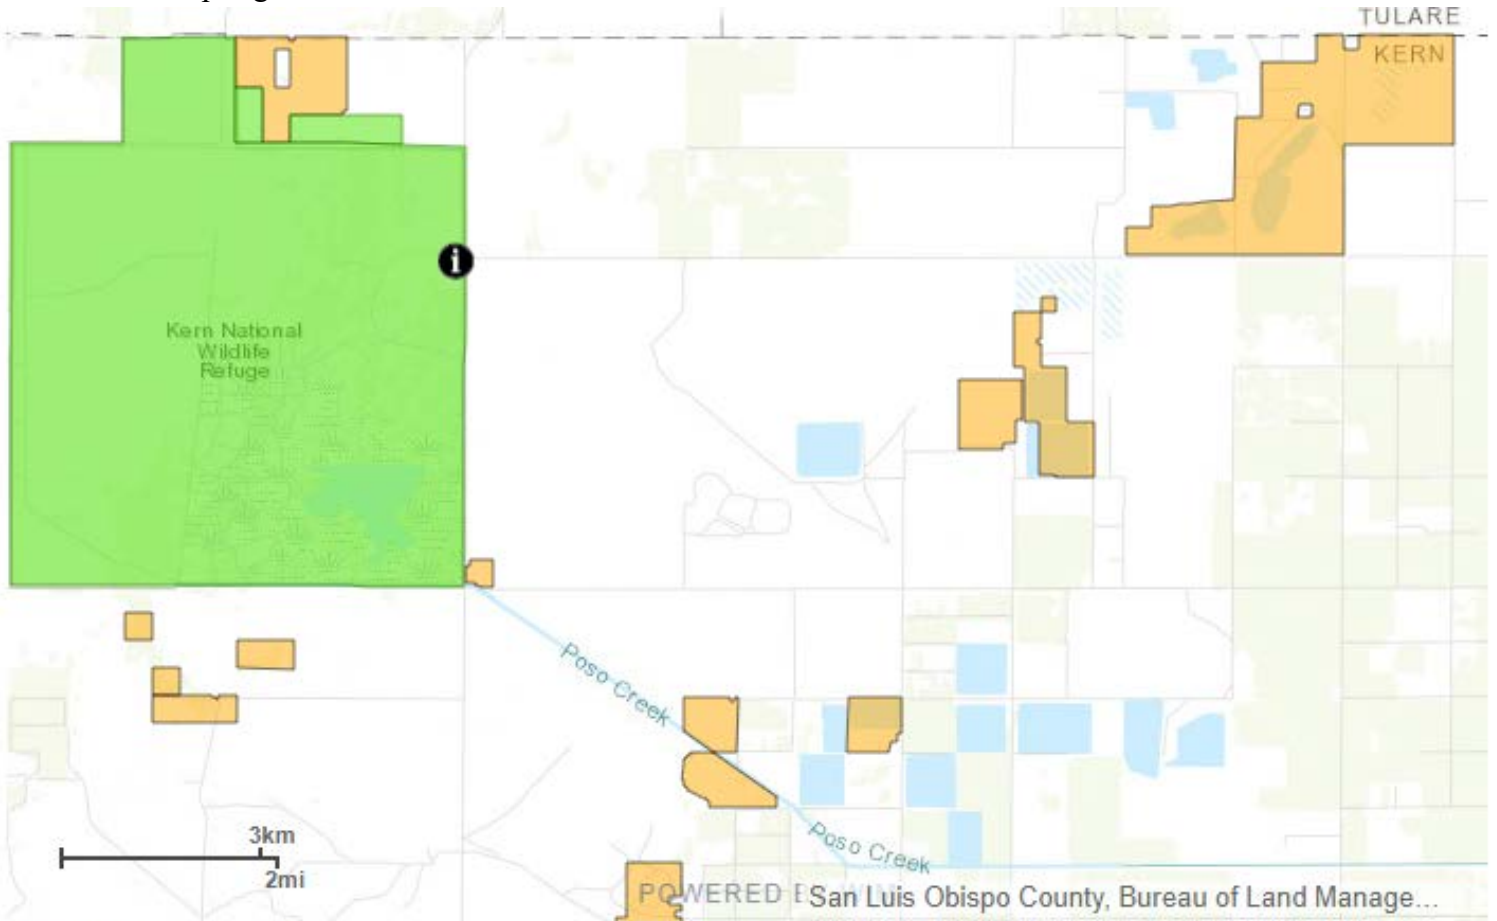 TULARE
KERN
Kern National
Wildlife
Refuge
Poso Creek
Poso Creek
3km
2mi
POWERED
San Luis Obispo County, Bureau of Land Manage...